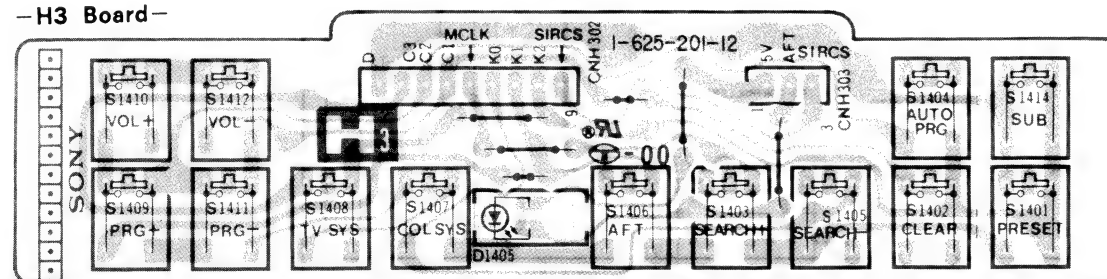 –H3 Board–
D C3 C2 C1 MCLK K0 K1 K2 SIRCS
CNH302
9
1-625-201-12
5V AFT SIRCS
1 3
CNH303
SONY
S1410
VOL+
S1412
VOL–
H3
®UR
-00
S1404
AUTO
PRG
S1414
SUB
S1409
PRG+
S1411
PRG–
S1408
TV SYS
S1407
COL SYS
D1405
S1406
AFT
S1403
SEARCH+
S1405
SEARCH–
S1402
CLEAR
S1401
PRESET